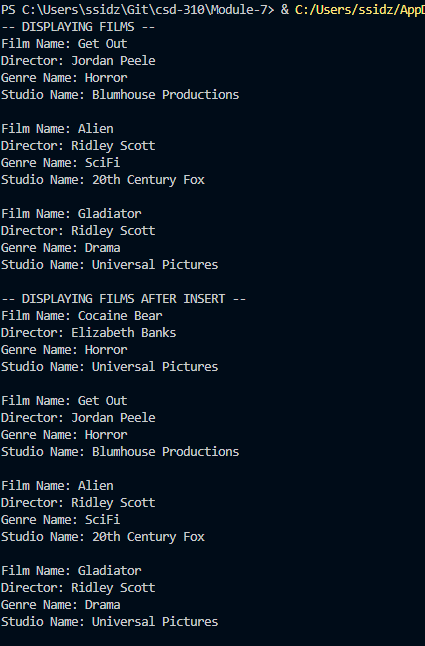 PS C:\Users\ssidz\Git\csd-310\Module-7> & C:/Users/ssidz/AppD
-- DISPLAYING FILMS --
Film Name: Get Out
Director: Jordan Peele
Genre Name: Horror
Studio Name: Blumhouse Productions
Film Name: Alien
Director: Ridley Scott
Genre Name: SciFi
Studio Name: 20th Century Fox
Film Name: Gladiator
Director: Ridley Scott
Genre Name: Drama
Studio Name: Universal Pictures
-- DISPLAYING FILMS AFTER INSERT --
Film Name: Cocaine Bear
Director: Elizabeth Banks
Genre Name: Horror
Studio Name: Universal Pictures
Film Name: Get Out
Director: Jordan Peele
Genre Name: Horror
Studio Name: Blumhouse Productions
Film Name: Alien
Director: Ridley Scott
Genre Name: SciFi
Studio Name: 20th Century Fox
Film Name: Gladiator
Director: Ridley Scott
Genre Name: Drama
Studio Name: Universal Pictures